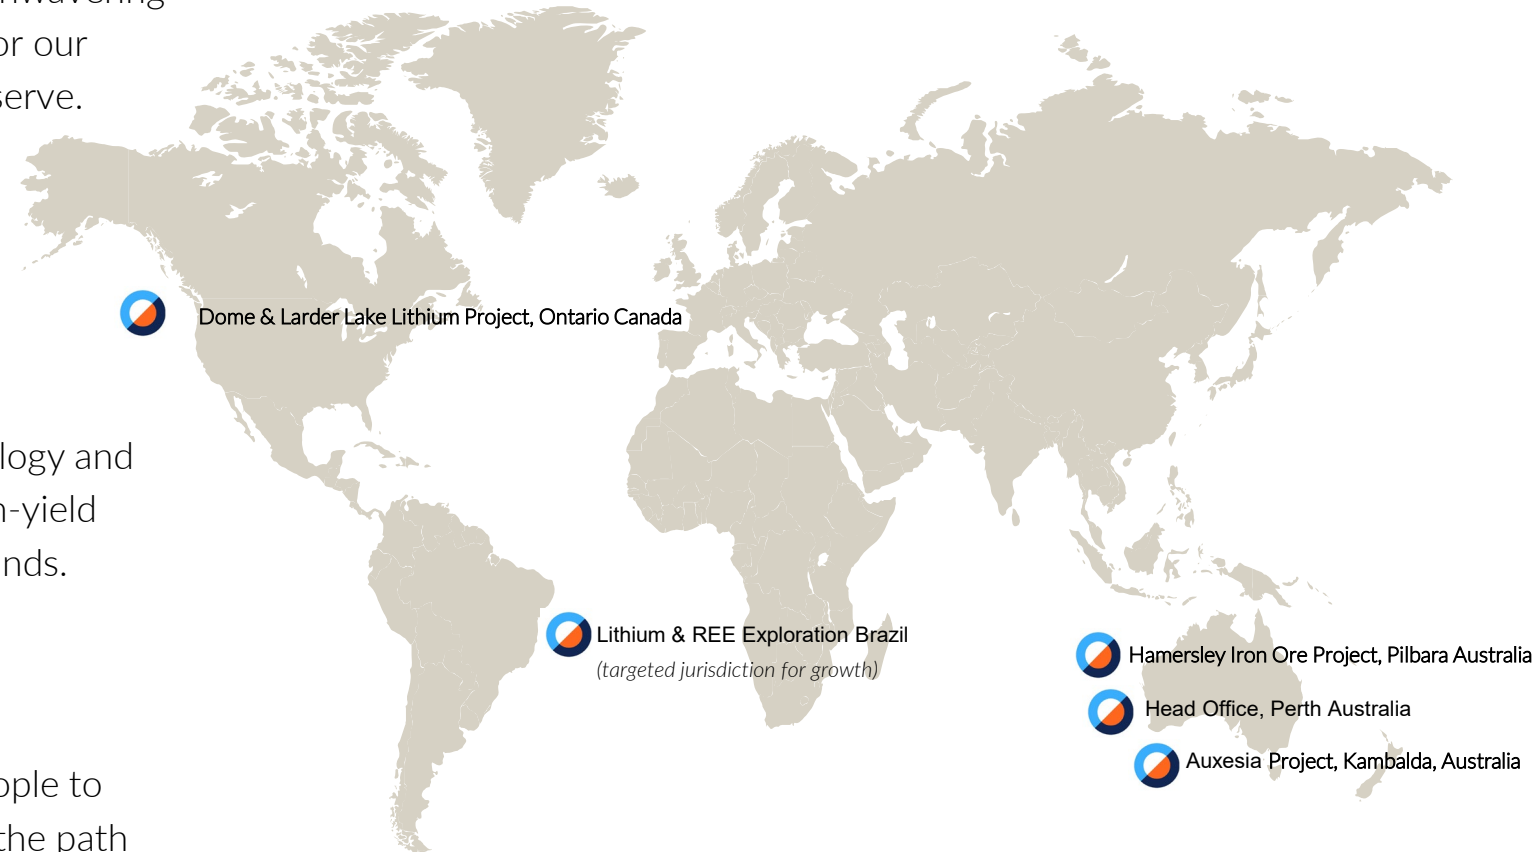 or our
serve.
Dome & Larder Lake Lithium Project, Ontario Canada
logy and
n-yield
nds.
Lithium & REE Exploration Brazil
(targeted jurisdiction for growth)
Hamersley Iron Ore Project, Pilbara Australia
Head Office, Perth Australia
Auxesia Project, Kambalda, Australia
ople to
the path